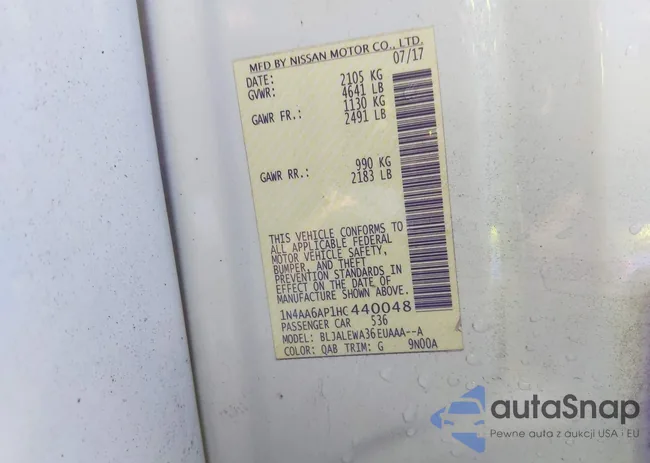 MFD BY NISSAN MOTOR CO., LTD.
DATE: 07/17
GVWR: 2105 KG
4641 LB
GAWR FR.: 1130 KG
2491 LB
GAWR RR.: 990 KG
2183 LB
THIS VEHICLE CONFORMS TO
ALL APPLICABLE FEDERAL
MOTOR VEHICLE SAFETY,
BUMPER, AND THEFT
PREVENTION STANDARDS IN
EFFECT ON THE DATE OF
MANUFACTURE SHOWN ABOVE.
1N4AA6AP1HC440048
PASSENGER CAR 536
MODEL: BLJALEWA36EUAAA--A
COLOR: QAB TRIM: G 9N00A
autaSnap
Pewne auta z aukcji USA i EU